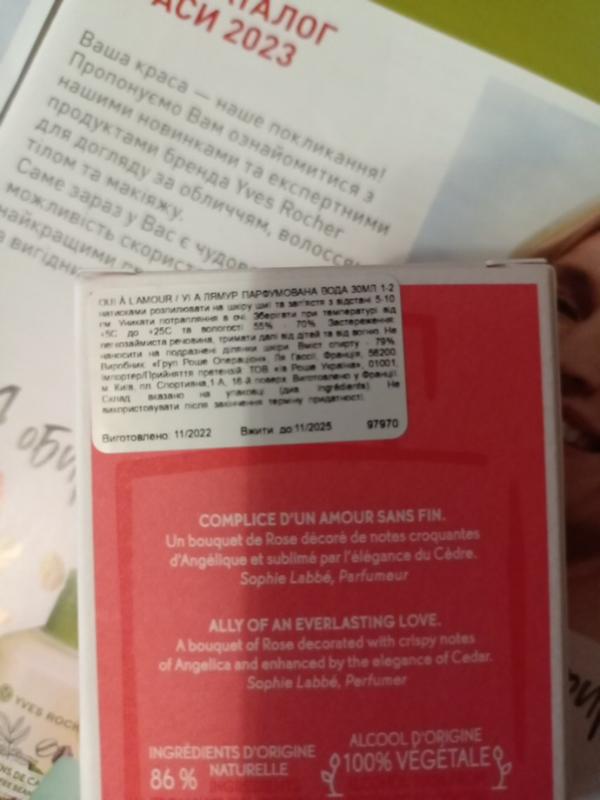 АТАЛОГ
АСИ 2023
Ваша краса — наше покликання!
Пропонуємо Вам ознайомитися з
нашими новинками та експертними
продуктами бренда Yves Rocher
для догляду за обличчям, волоссям
тілом та макіяжу.
Саме зараз у Вас є чудова
можливість скорист
найкращими
вигідни
OUI À L'AMOUR / УІ А ЛЯМУР ПАРФУМОВАНА ВОДА 30МЛ 1-2
натисками розпилювати на шкіру шиї та зап'ястя з відстані 5-10
см Уникати потрапляння в очі. Зберігати при температурі від
+5С до +25С та вологості 55% - 70% Застереження:
легкозаймиста речовина, тримати далі від дітей та від вогню. Не
наносити на подразнені ділянки шкіри. Вміст спирту - 79%.
Виробник: «Груп Роше Операціон» Ля Гасілі, Франція, 56200.
Імпортер/Прийняття претензій: ТОВ «Ів Роше Україна», 01001,
м. Київ, пл. Спортивна,1 А, 16-й поверх. Виготовлено у Франції.
Склад вказано на упаковці (див. ingrédients). Не
використовувати після закінчення терміну придатності.
Виготовлено: 11/2022 Вжити до 11/2025 97970
COMPLICE D'UN AMOUR SANS FIN.
Un bouquet de Rose décoré de notes croquantes
d'Angélique et sublimé par l'élégance du Cèdre.
Sophie Labbé, Parfumeur
ALLY OF AN EVERLASTING LOVE.
A bouquet of Rose decorated with crispy notes
of Angelica and enhanced by the elegance of Cedar.
Sophie Labbé, Perfumer
INGRÉDIENTS D'ORIGINE
86 % NATURELLE
ALCOOL D'ORIGINE
100% VÉGÉTALE
YVES ROCH